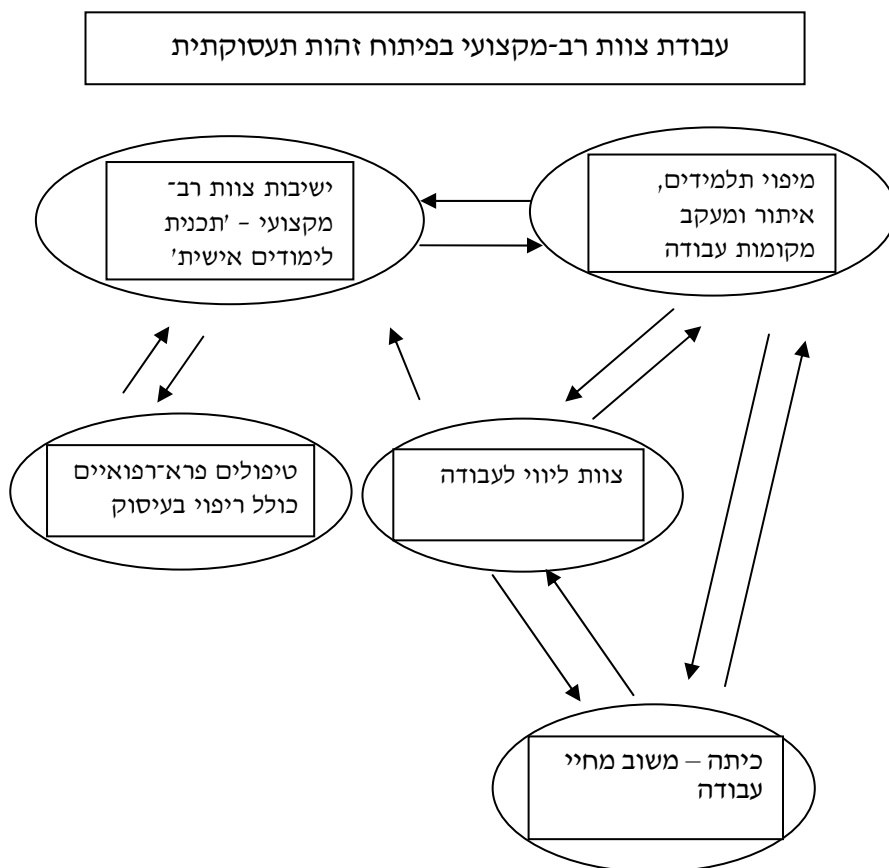 עבודת צוות רב-מקצועי בפיתוח זהות תעסוקתית
מיפוי תלמידים,
איתור ומעקב
מקומות עבודה
ישיבות צוות רב־
מקצועי - 'תכנית
לימודים אישית'
צוות ליווי לעבודה
טיפולים פרא־רפואיים
כולל ריפוי בעיסוק
כיתה – משוב מחיי
עבודה